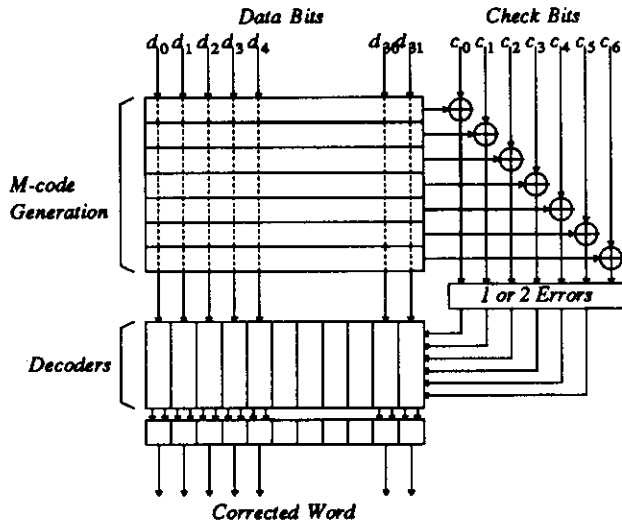 Data Bits Check Bits
d0 d1 d2 d3 d4 d30 d31 c0 c1 c2 c3 c4 c5 c6
M-code
Generation
1 or 2 Errors
Decoders
Corrected Word